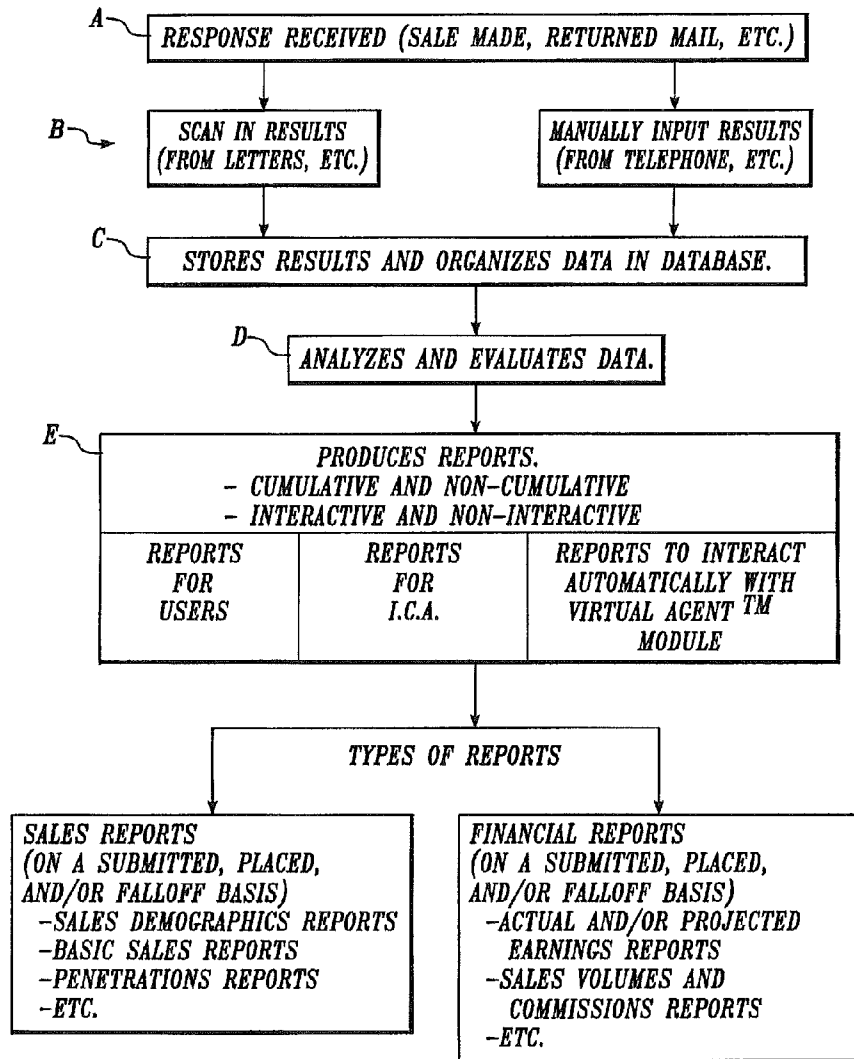 A
RESPONSE RECEIVED (SALE MADE, RETURNED MAIL, ETC.)
B
SCAN IN RESULTS
(FROM LETTERS, ETC.)
MANUALLY INPUT RESULTS
(FROM TELEPHONE, ETC.)
C
STORES RESULTS AND ORGANIZES DATA IN DATABASE.
D
ANALYZES AND EVALUATES DATA.
E
PRODUCES REPORTS.
- CUMULATIVE AND NON-CUMULATIVE
- INTERACTIVE AND NON-INTERACTIVE
REPORTS
FOR
USERS
REPORTS
FOR
I.C.A.
REPORTS TO INTERACT
AUTOMATICALLY WITH
VIRTUAL AGENT TM
MODULE
TYPES OF REPORTS
SALES REPORTS
(ON A SUBMITTED, PLACED,
AND/OR FALLOFF BASIS)
-SALES DEMOGRAPHICS REPORTS
-BASIC SALES REPORTS
-PENETRATIONS REPORTS
-ETC.
FINANCIAL REPORTS
(ON A SUBMITTED, PLACED,
AND/OR FALLOFF BASIS)
-ACTUAL AND/OR PROJECTED
EARNINGS REPORTS
-SALES VOLUMES AND
COMMISSIONS REPORTS
-ETC.